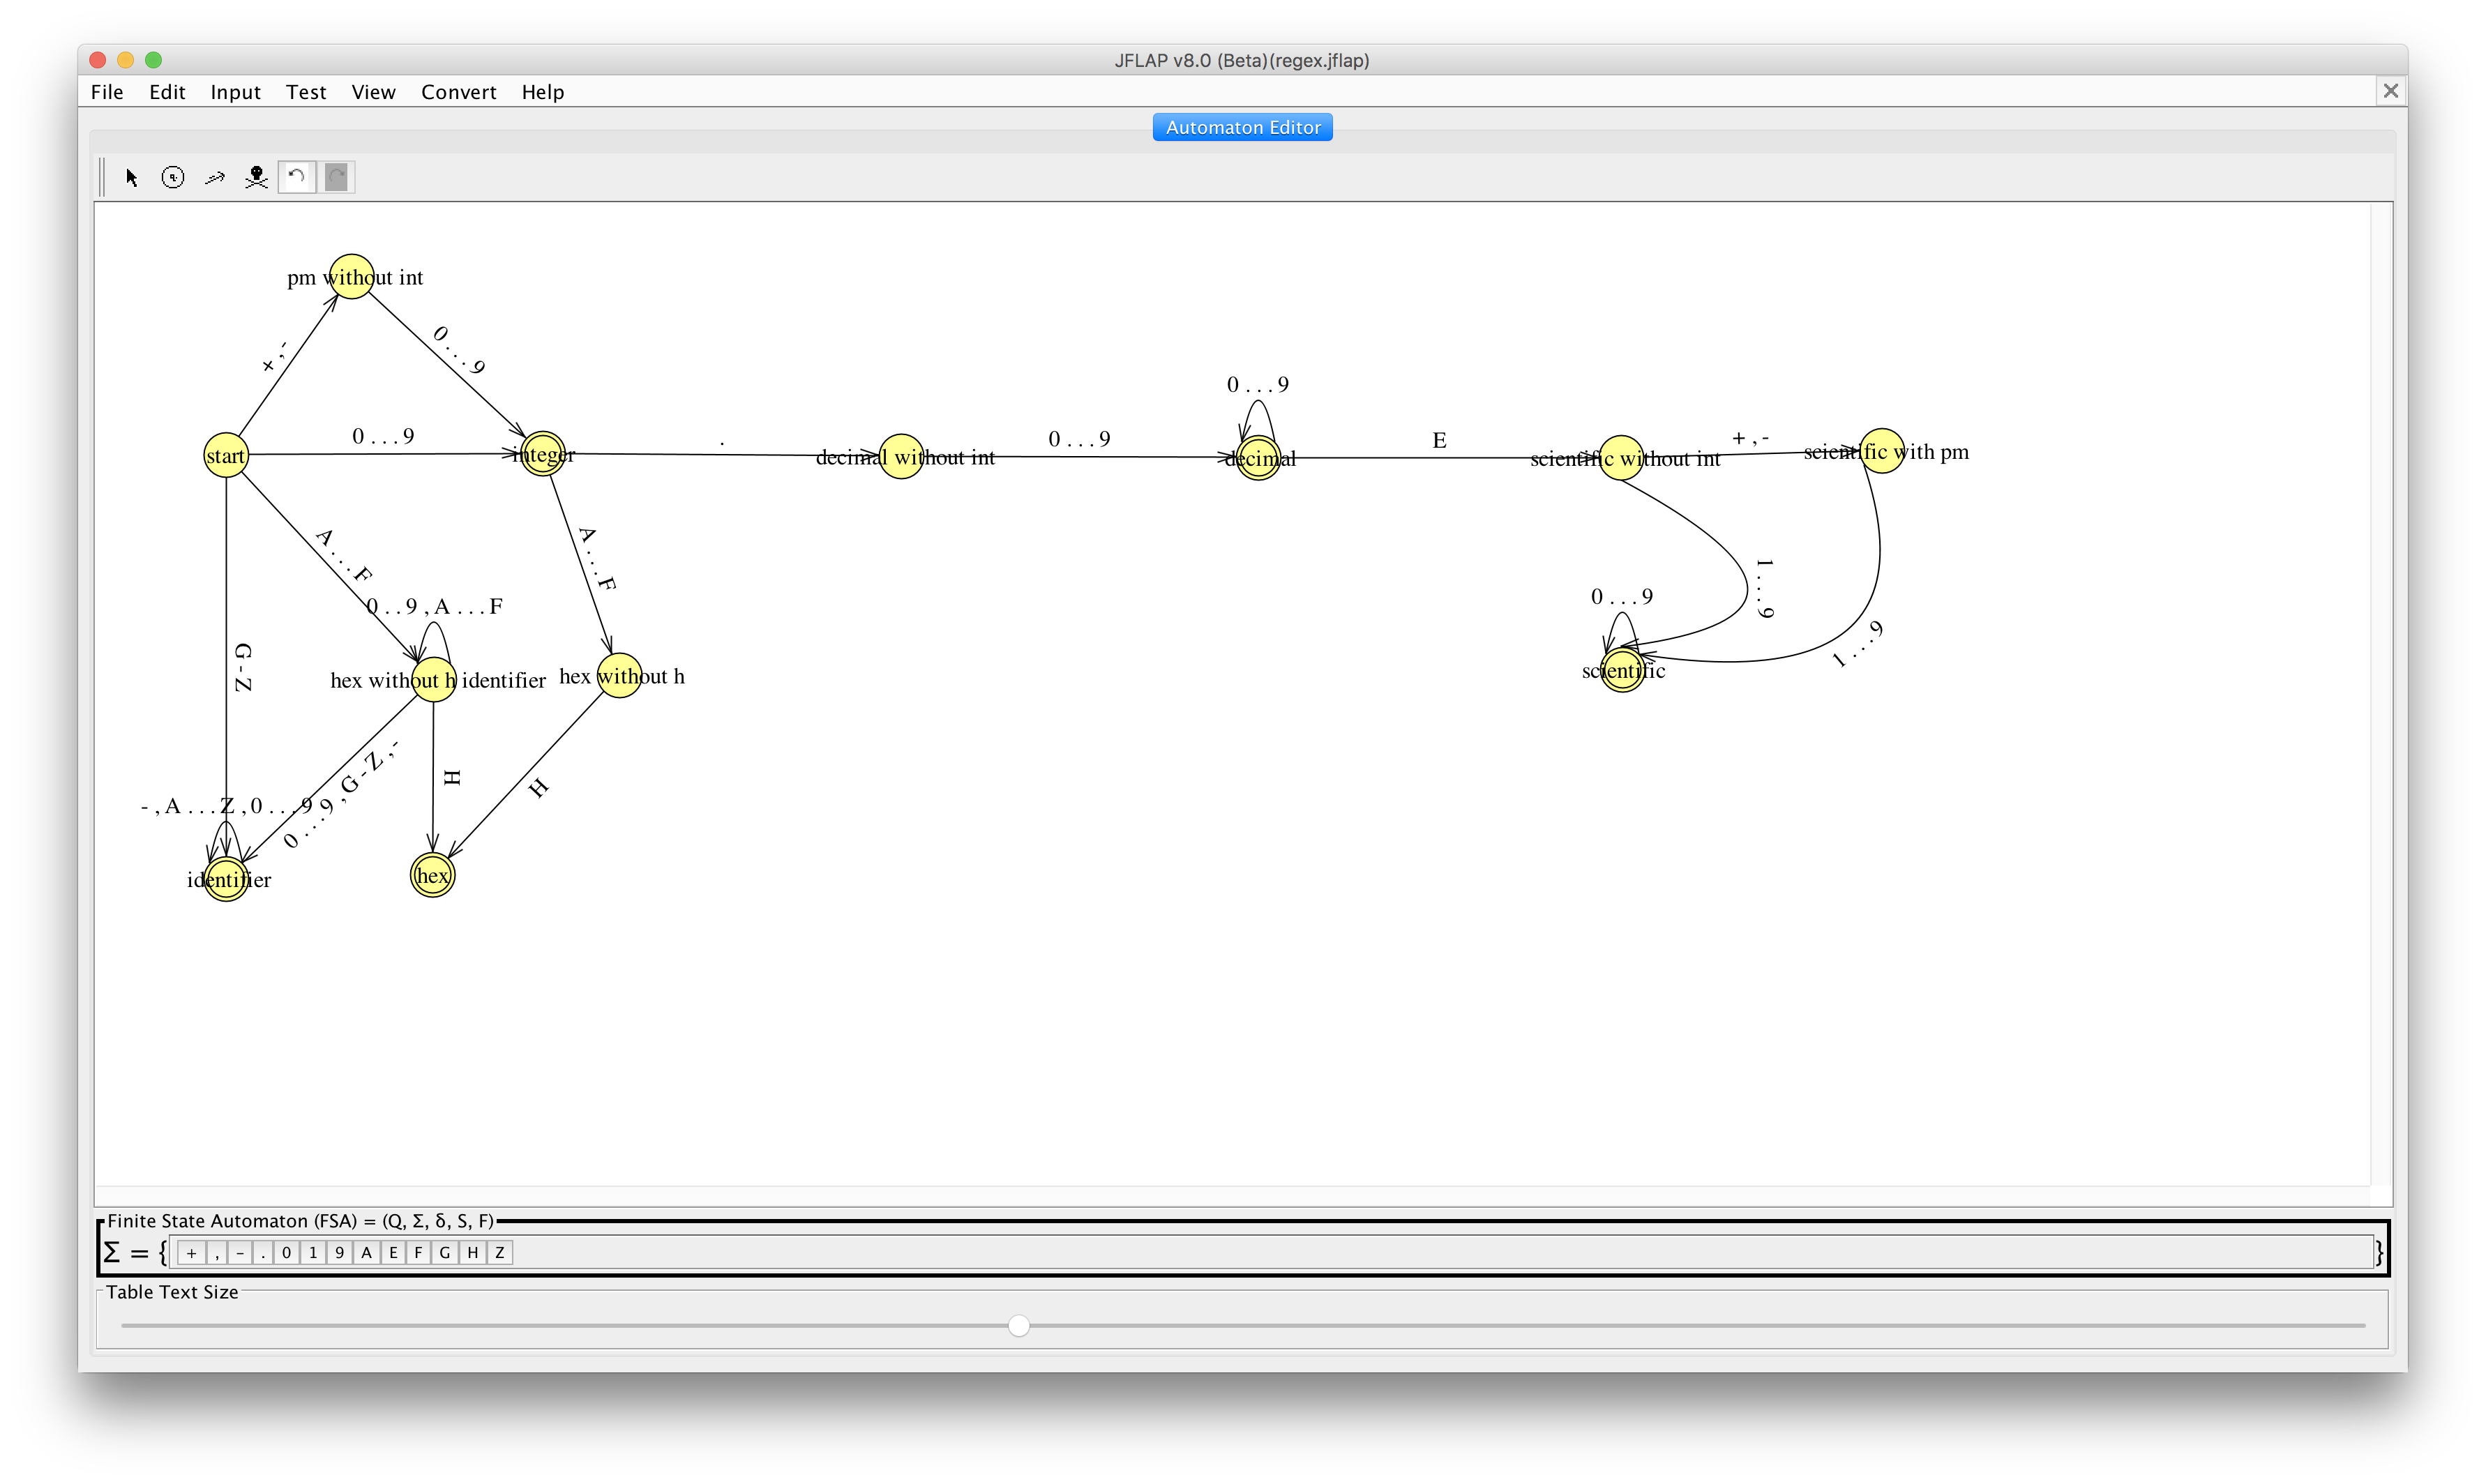 JFLAP v8.0 (Beta)(regex.jflap)
File Edit Input Test View Convert Help
Automaton Editor
pm without int
+ , -
0 . . . 9
0 . . . 9
start
integer
.
decimal without int
0 . . . 9
0 . . . 9
decimal
E
scientific without int
+ , -
scientific with pm
A . . . F
A . . . F
1 . . . 9
1 . . . 9
0 . . 9 , A . . . F
0 . . . 9
G - Z
hex without h identifier
hex without h
scientific
0 . . . 9 , G - Z , -
H
H
- , A . . . Z , 0 . . . 9
identifier
hex
Finite State Automaton (FSA) = (Q, Σ, δ, S, F)
Σ = { + , - . 0 1 9 A E F G H Z }
Table Text Size